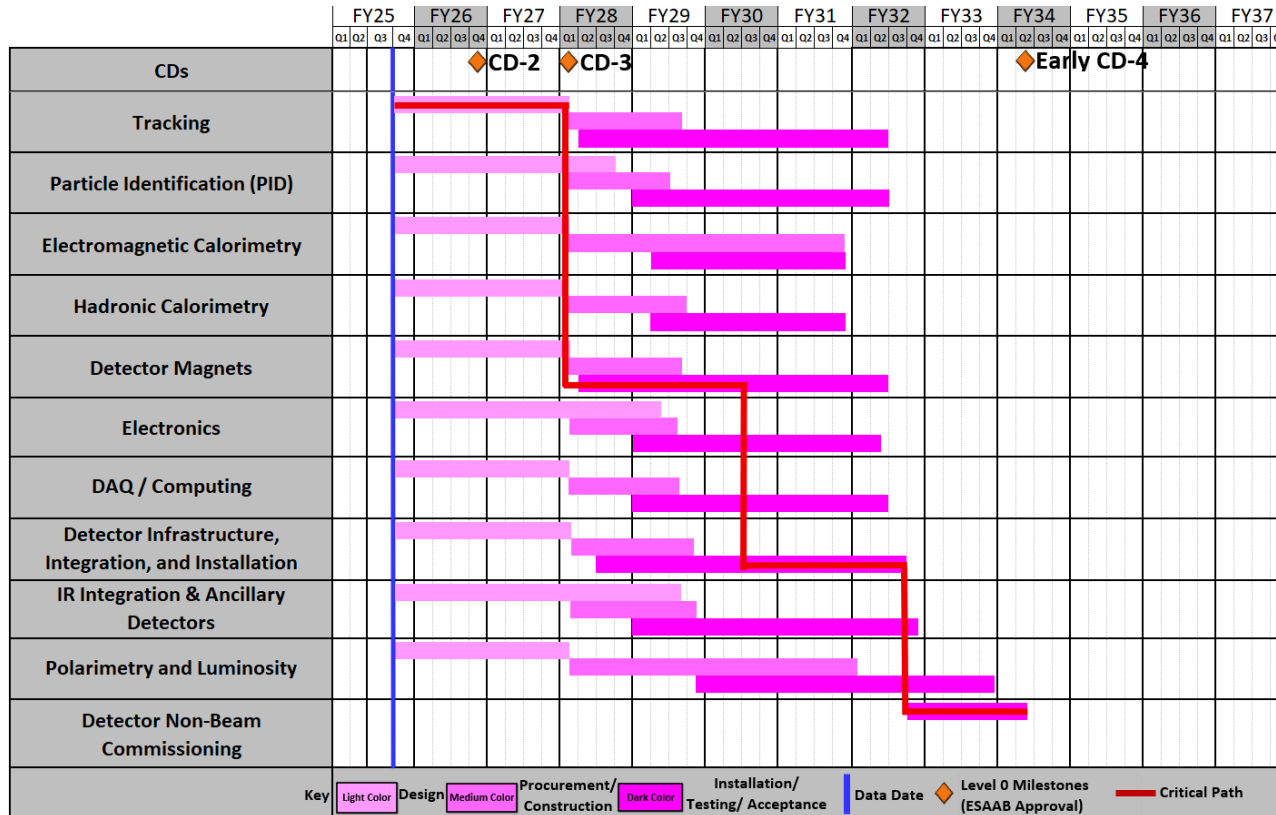 FY25 FY26 FY27 FY28 FY29 FY30 FY31 FY32 FY33 FY34 FY35 FY36 FY37
Q1 Q2 Q3 Q4 Q1 Q2 Q3 Q4 Q1 Q2 Q3 Q4 Q1 Q2 Q3 Q4 Q1 Q2 Q3 Q4 Q1 Q2 Q3 Q4 Q1 Q2 Q3 Q4 Q1 Q2 Q3 Q4 Q1 Q2 Q3 Q4 Q1 Q2 Q3 Q4 Q1 Q2 Q3 Q4 Q1 Q2 Q3 Q4 Q1 Q2 Q3
CDs
CD-2
CD-3
Early CD-4
Tracking
Particle Identification (PID)
Electromagnetic Calorimetry
Hadronic Calorimetry
Detector Magnets
Electronics
DAQ / Computing
Detector Infrastructure,
Integration, and Installation
IR Integration & Ancillary
Detectors
Polarimetry and Luminosity
Detector Non-Beam
Commissioning
Key
Light Color
Design
Medium Color
Procurement/
Construction
Dark Color
Installation/
Testing/ Acceptance
Data Date
Level 0 Milestones
(ESAAB Approval)
Critical Path